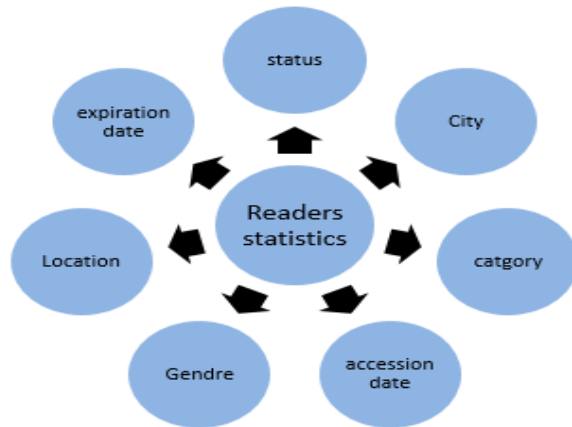 status
expiration
date
City
Readers
statistics
Location
catgory
Gendre
accession
date